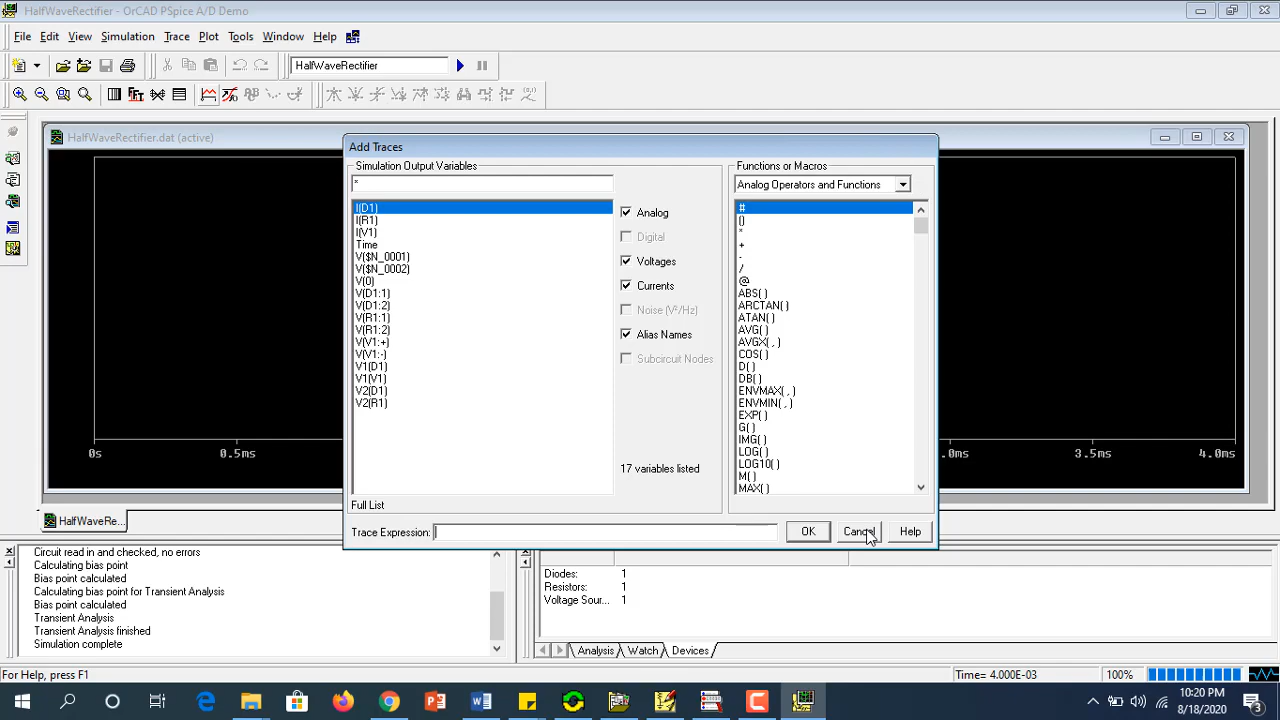 HalfWaveRectifier - OrCAD PSpice A/D Demo
File Edit View Simulation Trace Plot Tools Window Help
HalfWaveRectifier
HalfWaveRectifier.dat (active)
Add Traces
Simulation Output Variables
*
I(D1)
I(R1)
I(V1)
Time
V($N_0001)
V($N_0002)
V(0)
V(D1:1)
V(D1:2)
V(R1:1)
V(R1:2)
V(V1:+)
V(V1:-)
V1(D1)
V1(V1)
V2(D1)
V2(R1)
Analog
Digital
Voltages
Currents
Noise (V²/Hz)
Alias Names
Subcircuit Nodes
17 variables listed
Full List
Functions or Macros
Analog Operators and Functions
#
()
*
+
-
/
@
ABS( )
ARCTAN( )
ATAN( )
AVG( )
AVGX( , )
COS( )
D( )
DB( )
ENVMAX( , )
ENVMIN( , )
EXP( )
G( )
IMG( )
LOG( )
LOG10( )
M( )
MAX( )
Trace Expression:
OK Cancel Help
0s 0.5ms .0ms 3.5ms 4.0ms
HalfWaveRe...
Circuit read in and checked, no errors
Calculating bias point
Bias point calculated
Calculating bias point for Transient Analysis
Bias point calculated
Transient Analysis
Transient Analysis finished
Simulation complete
Diodes: 1
Resistors: 1
Voltage Sour... 1
Analysis Watch Devices
For Help, press F1
Time= 4.000E-03 100%
10:20 PM
8/18/2020
3